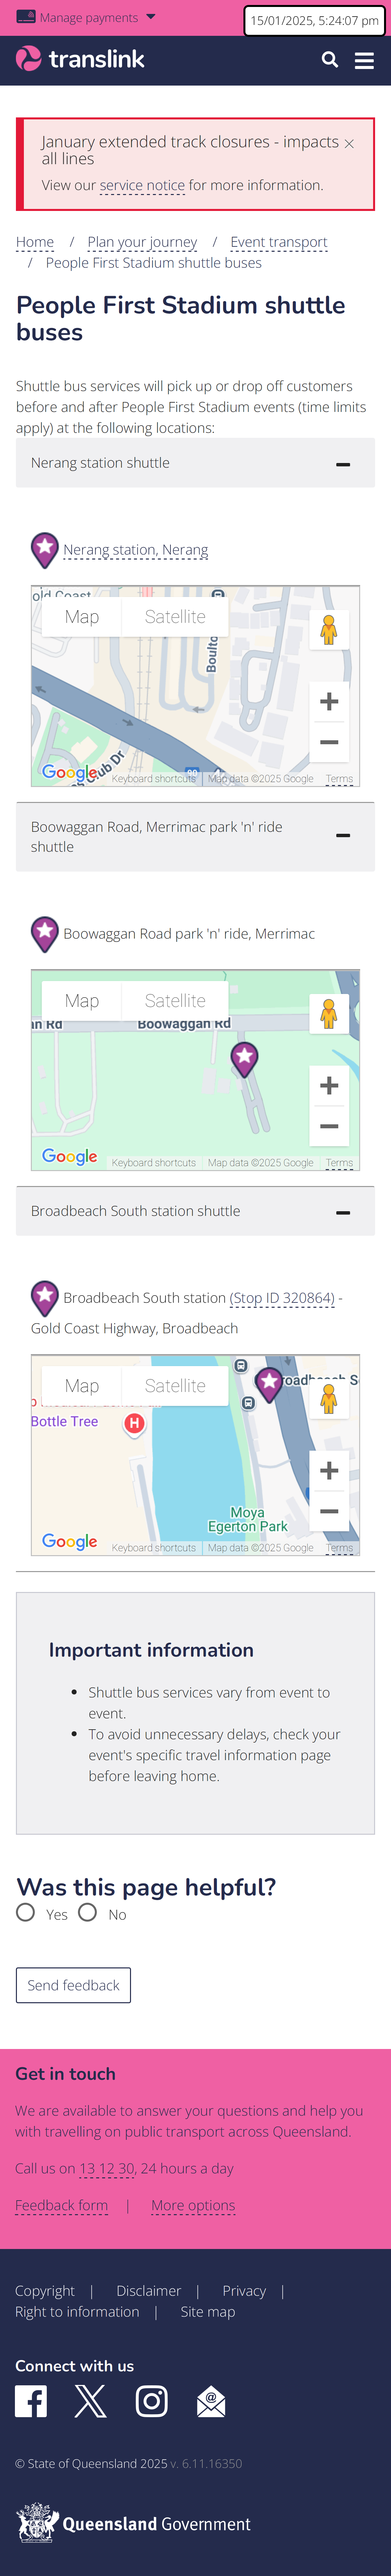 Manage payments
15/01/2025, 5:24:07 pm
translink
January extended track closures - impacts
all lines
View our service notice for more information.
Home / Plan your journey / Event transport
/ People First Stadium shuttle buses
People First Stadium shuttle
buses
Shuttle bus services will pick up or drop off customers
before and after People First Stadium events (time limits
apply) at the following locations:
Nerang station shuttle
Nerang station, Nerang
old Coast
Map Satellite
Google
Keyboard shortcuts Map data ©2025 Google Terms
Boowaggan Road, Merrimac park 'n' ride
shuttle
Boowaggan Road park 'n' ride, Merrimac
Map Satellite
Boowaggan Rd
Google
Keyboard shortcuts Map data ©2025 Google Terms
Broadbeach South station shuttle
Broadbeach South station (Stop ID 320864) -
Gold Coast Highway, Broadbeach
Map Satellite
Bottle Tree
H
Moya
Egerton Park
Google
Keyboard shortcuts Map data ©2025 Google Terms
Important information
• Shuttle bus services vary from event to
event.
• To avoid unnecessary delays, check your
event's specific travel information page
before leaving home.
Was this page helpful?
Yes No
Send feedback
Get in touch
We are available to answer your questions and help you
with travelling on public transport across Queensland.
Call us on 13 12 30, 24 hours a day
Feedback form | More options
Copyright | Disclaimer | Privacy |
Right to information | Site map
Connect with us
© State of Queensland 2025 v. 6.11.16350
Queensland Government